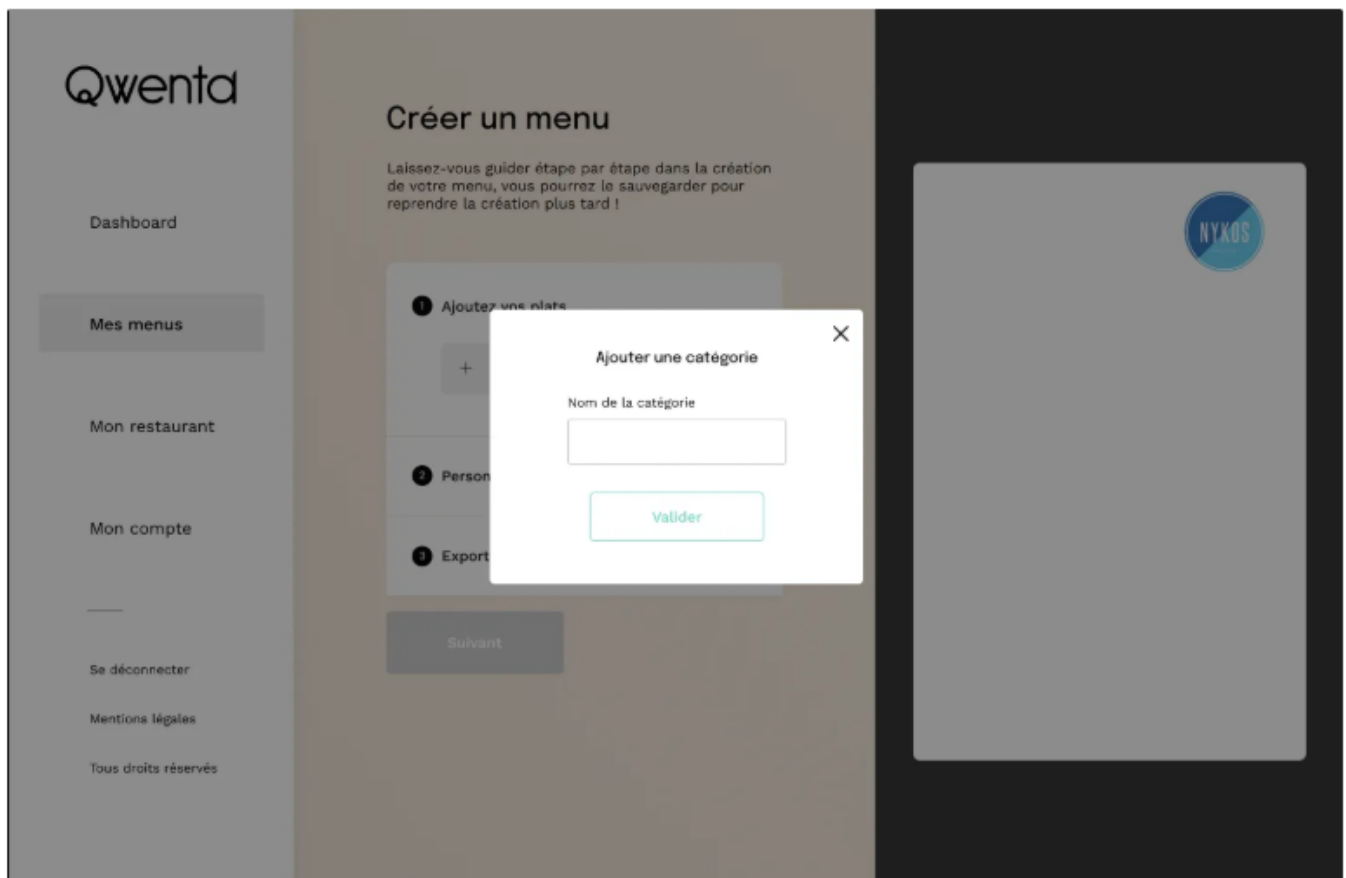 Qwenta
Dashboard
Mes menus
Mon restaurant
Mon compte
Se déconnecter
Mentions légales
Tous droits réservés
Créer un menu
Laissez-vous guider étape par étape dans la création
de votre menu, vous pourrez le sauvegarder pour
reprendre la création plus tard !
1 Ajoutez vos plats
+
2 Person
3 Export
Suivant
Ajouter une catégorie
Nom de la catégorie
Valider
NYKOS